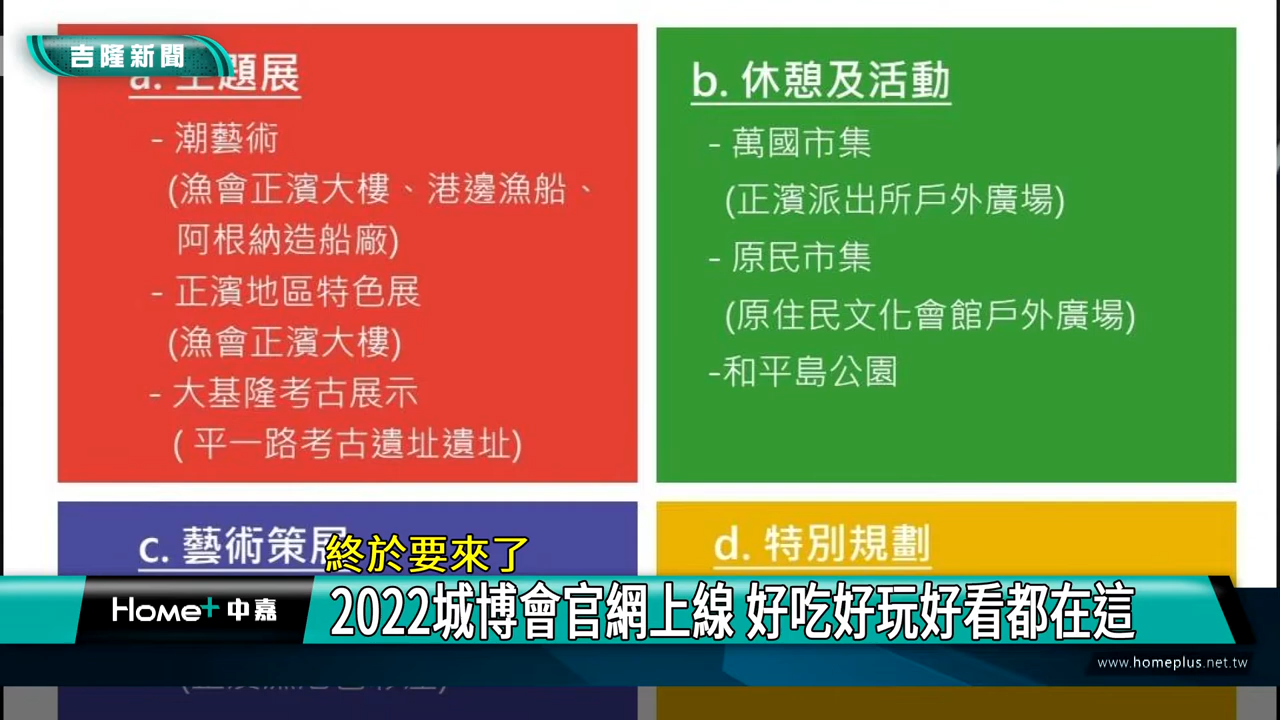 吉隆新聞
a. 主題展
- 潮藝術
(漁會正濱大樓、港邊漁船、
阿根納造船廠)
- 正濱地區特色展
(漁會正濱大樓)
- 大基隆考古展示
( 平一路考古遺址遺址)
b. 休憩及活動
- 萬國市集
(正濱派出所戶外廣場)
- 原民市集
(原住民文化會館戶外廣場)
-和平島公園
c. 藝術策展
d. 特別規劃
終於要來了
Home+中嘉
2022城博會官網上線 好吃好玩好看都在這
www.homeplus.net.tw